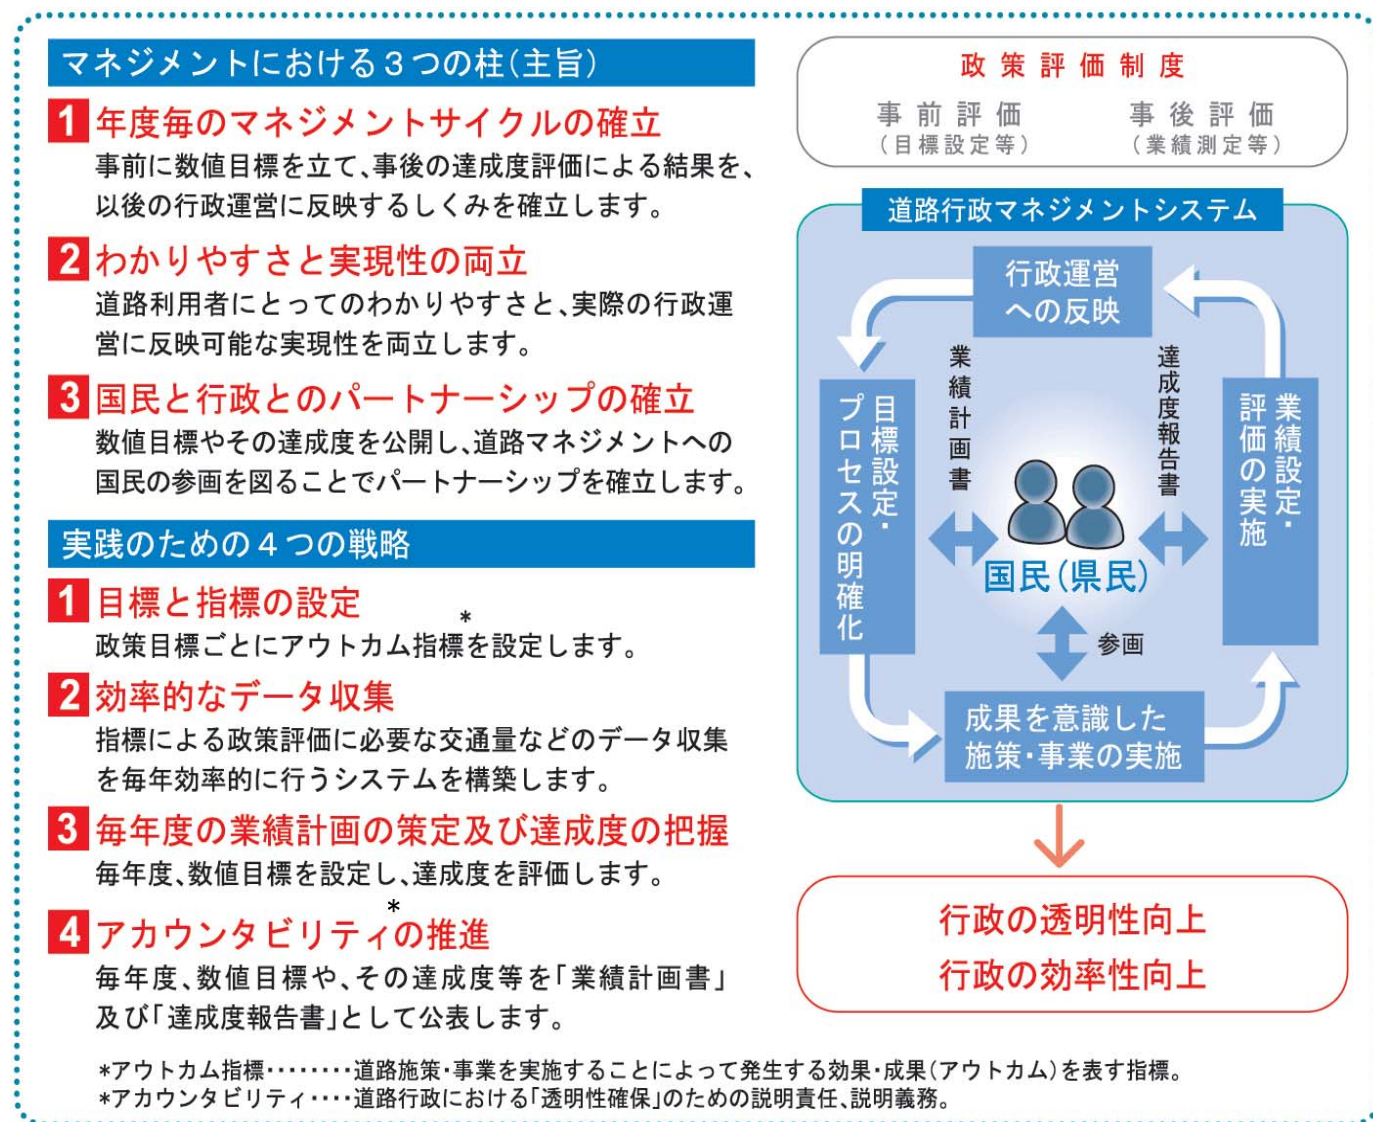 マネジメントにおける3つの柱(主旨)
1 年度毎のマネジメントサイクルの確立
事前に数値目標を立て、事後の達成度評価による結果を、
以後の行政運営に反映するしくみを確立します。
2 わかりやすさと実現性の両立
道路利用者にとってのわかりやすさと、実際の行政運
営に反映可能な実現性を両立します。
3 国民と行政とのパートナーシップの確立
数値目標やその達成度を公開し、道路マネジメントへの
国民の参画を図ることでパートナーシップを確立します。
実践のための4つの戦略
1 目標と指標の設定
*
政策目標ごとにアウトカム指標を設定します。
2 効率的なデータ収集
指標による政策評価に必要な交通量などのデータ収集
を毎年効率的に行うシステムを構築します。
3 毎年度の業績計画の策定及び達成度の把握
毎年度、数値目標を設定し、達成度を評価します。
*
4 アカウンタビリティの推進
毎年度、数値目標や、その達成度等を「業績計画書」
及び「達成度報告書」として公表します。
政策評価制度
事前評価 事後評価
(目標設定等) (業績測定等)
道路行政マネジメントシステム
行政運営
への反映
業績計画書
達成度報告書
目標設定・
プロセスの明確化
業績設定・
評価の実施
国民(県民)
参画
成果を意識した
施策・事業の実施
行政の透明性向上
行政の効率性向上
*アウトカム指標‥‥‥‥道路施策・事業を実施することによって発生する効果・成果(アウトカム)を表す指標。
*アカウンタビリティ‥‥道路行政における「透明性確保」のための説明責任、説明義務。